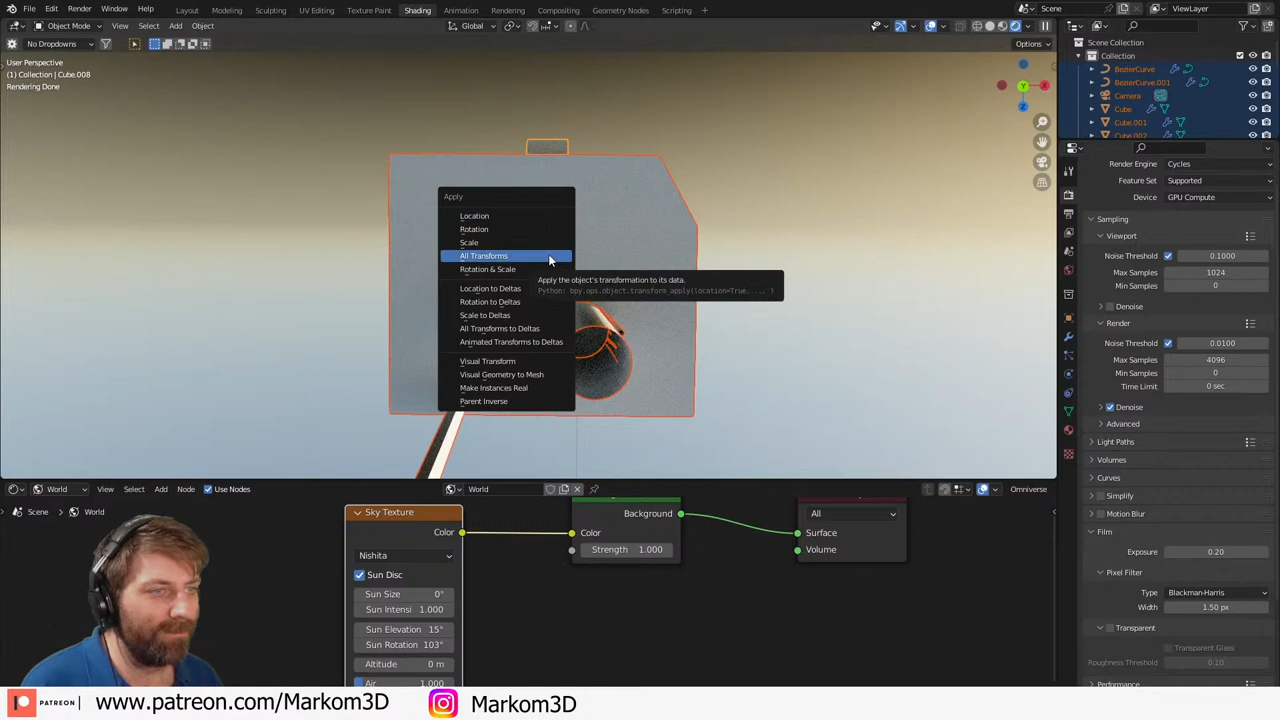 File Edit Render Window Help
Layout Modeling Sculpting UV Editing Texture Paint Shading Animation Rendering Compositing Geometry Nodes Scripting
Scene
ViewLayer
Object Mode View Select Add Object
Global
No Dropdowns
Options
User Perspective
(1) Collection | Cube.008
Rendering Done
Apply
Location
Rotation
Scale
All Transforms
Rotation & Scale
Location to Deltas
Rotation to Deltas
Scale to Deltas
All Transforms to Deltas
Animated Transforms to Deltas
Visual Transform
Visual Geometry to Mesh
Make Instances Real
Parent Inverse
Apply the object's transformation to its data.
Python: bpy.ops.object.transform_apply(location=True.... )
Scene Collection
Collection
BezierCurve
BezierCurve.001
Camera
Cube
Cube.001
Cube.002
Render Engine Cycles
Feature Set Supported
Device GPU Compute
Sampling
Viewport
Noise Threshold 0.1000
Max Samples 1024
Min Samples 0
Denoise
Render
Noise Threshold 0.0100
Max Samples 4096
Min Samples 0
Time Limit 0 sec
Denoise
Advanced
Light Paths
Volumes
Curves
Simplify
Motion Blur
Film
Exposure 0.20
Pixel Filter
Type Blackman-Harris
Width 1.50 px
Transparent
Transparent Glass
Roughness Threshold 0.10
Performance
World View Select Add Node Use Nodes
World
Omniverse
Scene World
Sky Texture
Color
Nishita
Sun Disc
Sun Size 0°
Sun Intensi 1.000
Sun Elevation 15°
Sun Rotation 103°
Altitude 0 m
Air 1.000
Background
Color
Strength 1.000
All
Surface
Volume
PATREON www.patreon.com/Markom3D Markom3D